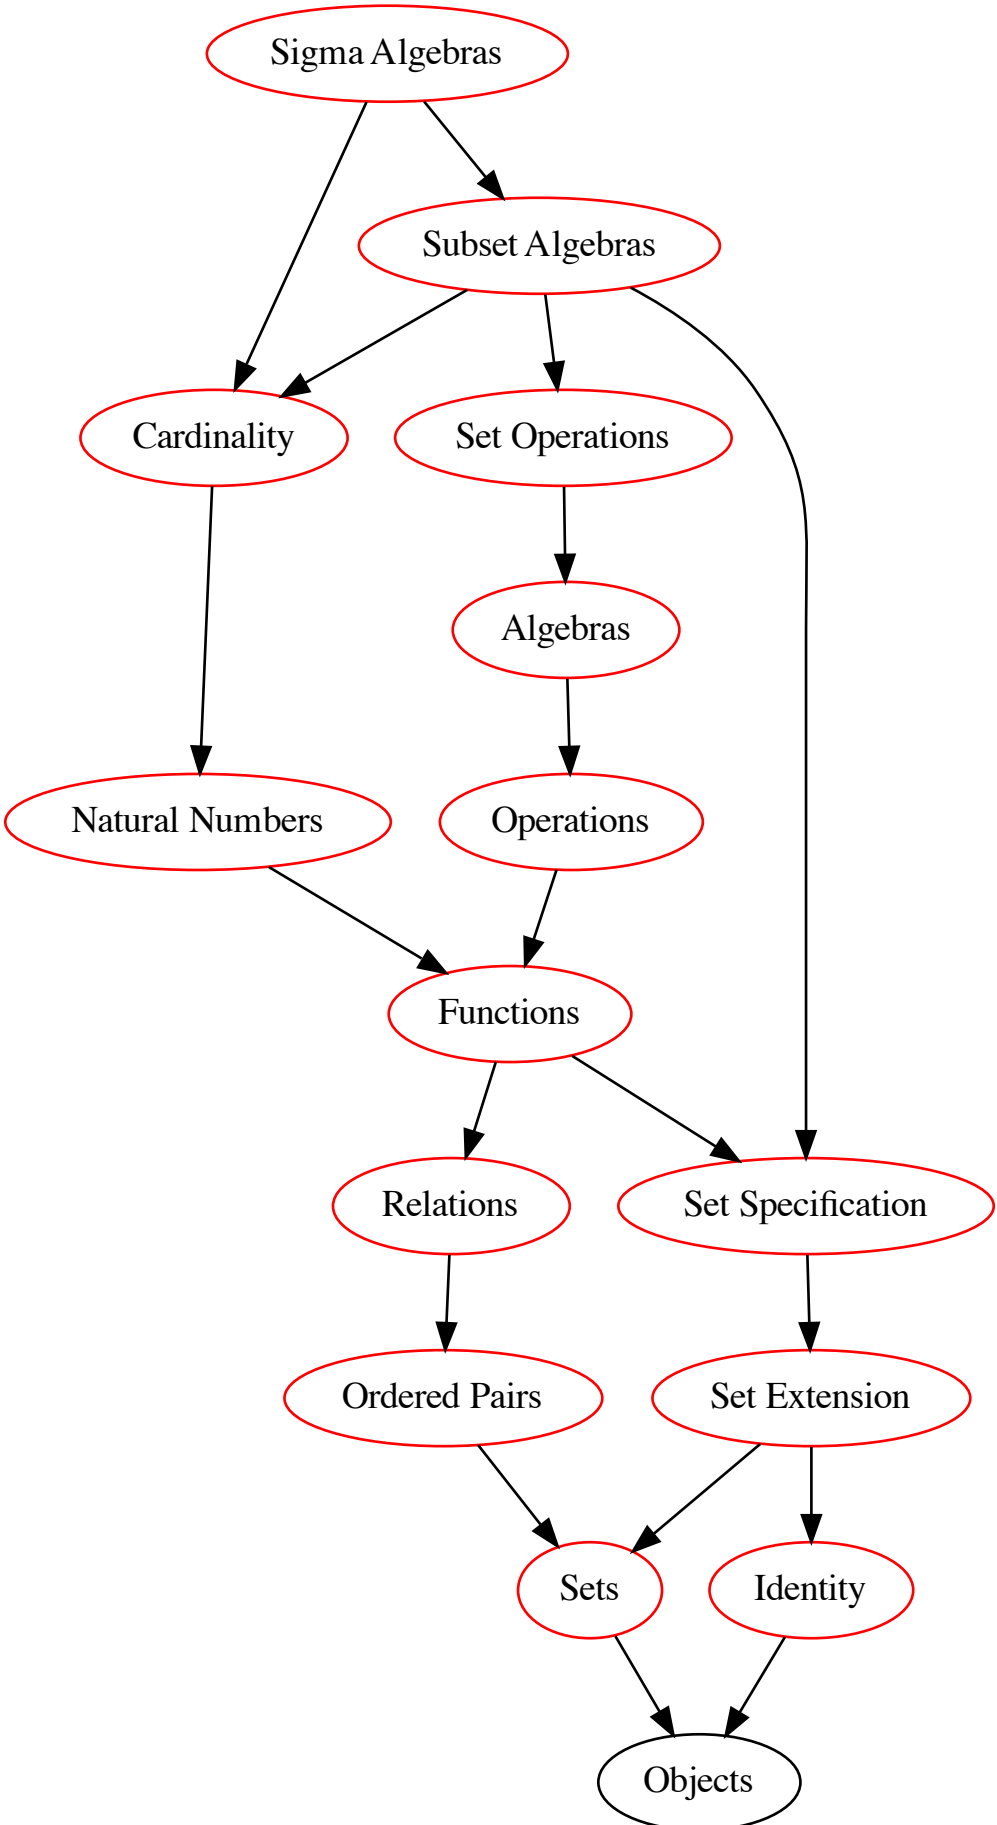 Sigma Algebras
Subset Algebras
Cardinality
Set Operations
Algebras
Natural Numbers
Operations
Functions
Relations
Set Specification
Ordered Pairs
Set Extension
Sets
Identity
Objects